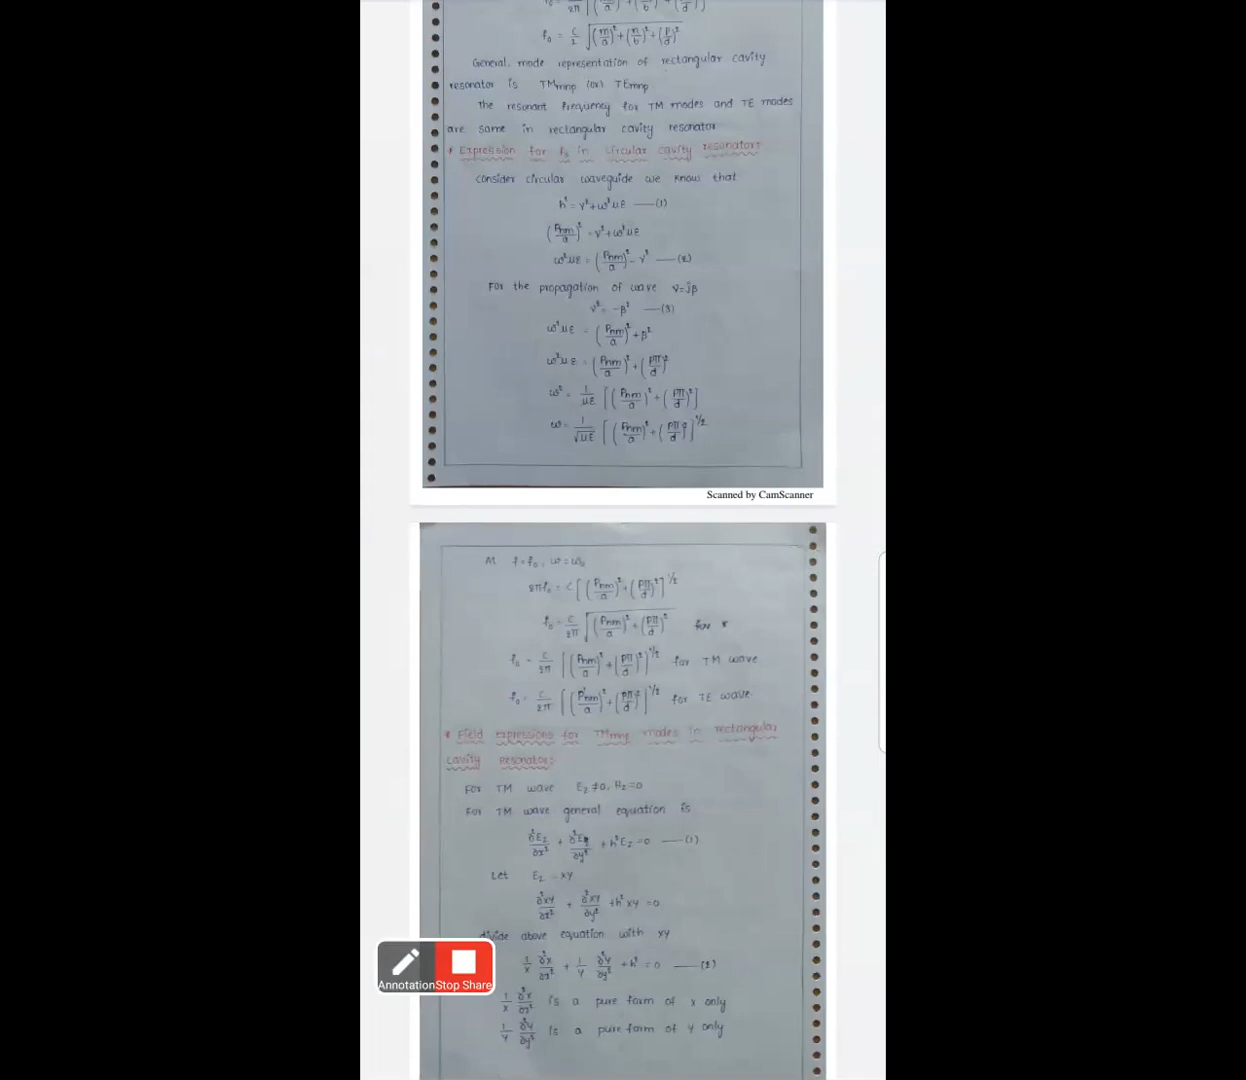 f₀ = c/2 √((m/a)² + (n/b)² + (p/d)²)
General mode representation of rectangular cavity
resonator is TMmnp (or) TEmnp
The resonant frequency for TM modes and TE modes
are same in rectangular cavity resonator
* Expression for f₀ in circular cavity resonator:
Consider circular waveguide we know that
h² = γ² + ω²με —(1)
(Pnm/a)² = γ² + ω²με
ω²με = (Pnm/a)² - γ² —(2)
For the propagation of wave γ=jβ
γ² = -β² —(3)
ω²με = (Pnm/a)² + β²
ω²με = (Pnm/a)² + (pπ/d)²
ω² = 1/με [(Pnm/a)² + (pπ/d)²]
ω = 1/√με [(Pnm/a)² + (pπ/d)²]^1/2
Scanned by CamScanner
At f=f₀, ω=ω₀
2πf₀ = c[(Pnm/a)² + (pπ/d)²]^1/2
f₀ = c/2π √((Pnm/a)² + (pπ/d)²) for
f₀ = c/2π [(Pnm/a)² + (pπ/d)²]^1/2 for TM wave
f₀ = c/2π [(P'nm/a)² + (pπ/d)²]^1/2 for TE wave
* Field expressions for TMmnp modes in rectangular
cavity resonator:
For TM wave Ez≠0, Hz=0
For TM wave general equation is
∂²Ez/∂x² + ∂²Ez/∂y² + h²Ez=0 —(1)
Let Ez = XY
∂²XY/∂x² + ∂²XY/∂y² + h²XY = 0
divide above equation with XY
1/X ∂²X/∂x² + 1/Y ∂²Y/∂y² + h² = 0 —(2)
Annotation Stop Share
1/X ∂²X/∂x² is a pure form of x only
1/Y ∂²Y/∂y² is a pure form of y only